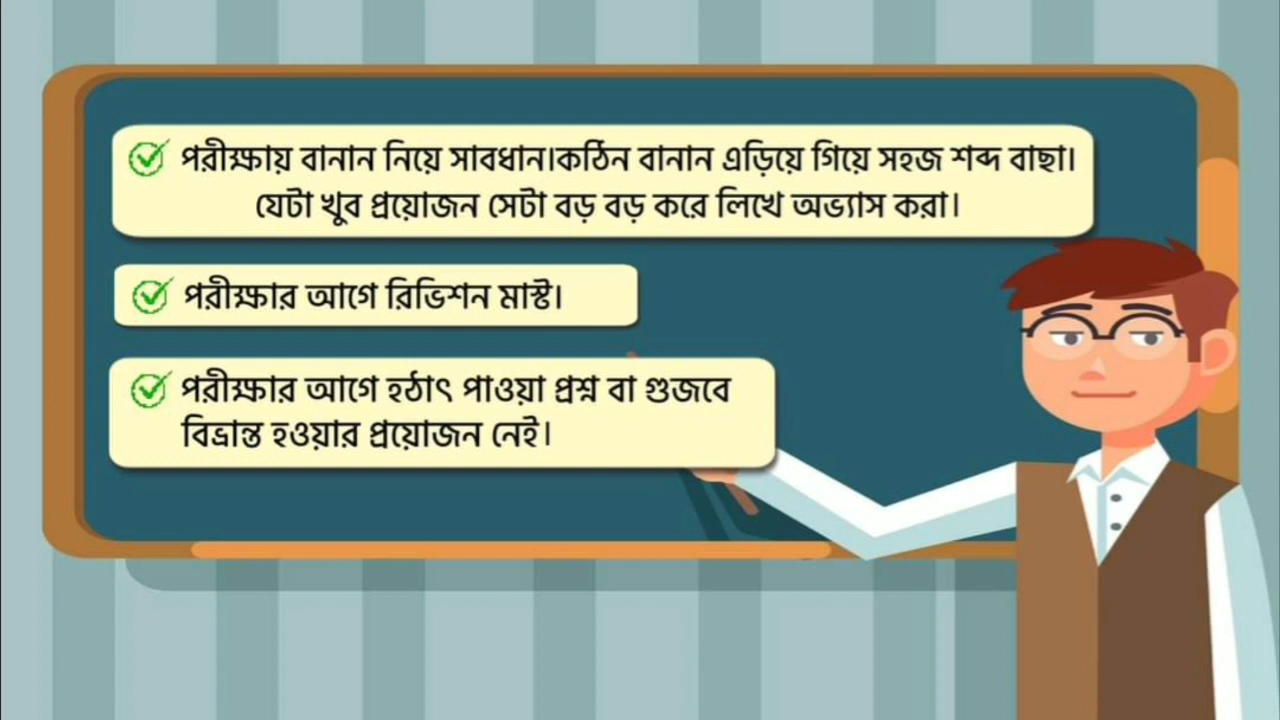 পরীক্ষায় বানান নিয়ে সাবধান।কঠিন বানান এড়িয়ে গিয়ে সহজ শব্দ বাছা।
যেটা খুব প্রয়োজন সেটা বড় বড় করে লিখে অভ্যাস করা।
পরীক্ষার আগে রিভিশন মাস্ট।
পরীক্ষার আগে হঠাৎ পাওয়া প্রশ্ন বা গুজবে
বিভ্রান্ত হওয়ার প্রয়োজন নেই।